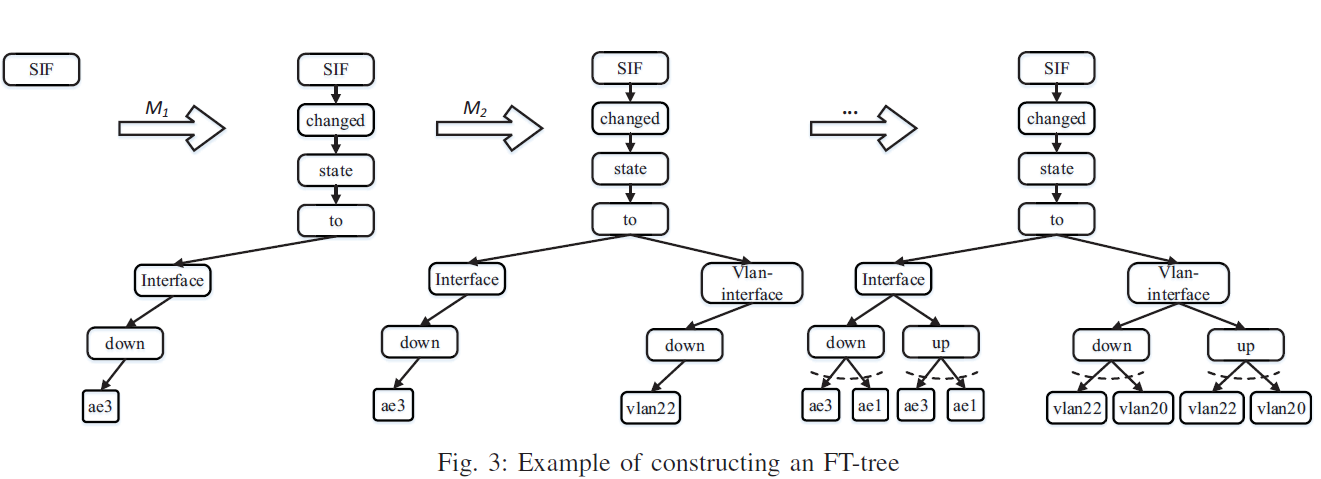 SIF
M1
SIF
changed
state
to
Interface
down
ae3
M2
SIF
changed
state
to
Interface
Vlan-
interface
down
down
ae3
vlan22
...
SIF
changed
state
to
Interface
Vlan-
interface
down
up
down
up
ae3
ae1
ae3
ae1
vlan22
vlan20
vlan22
vlan20
Fig. 3: Example of constructing an FT-tree